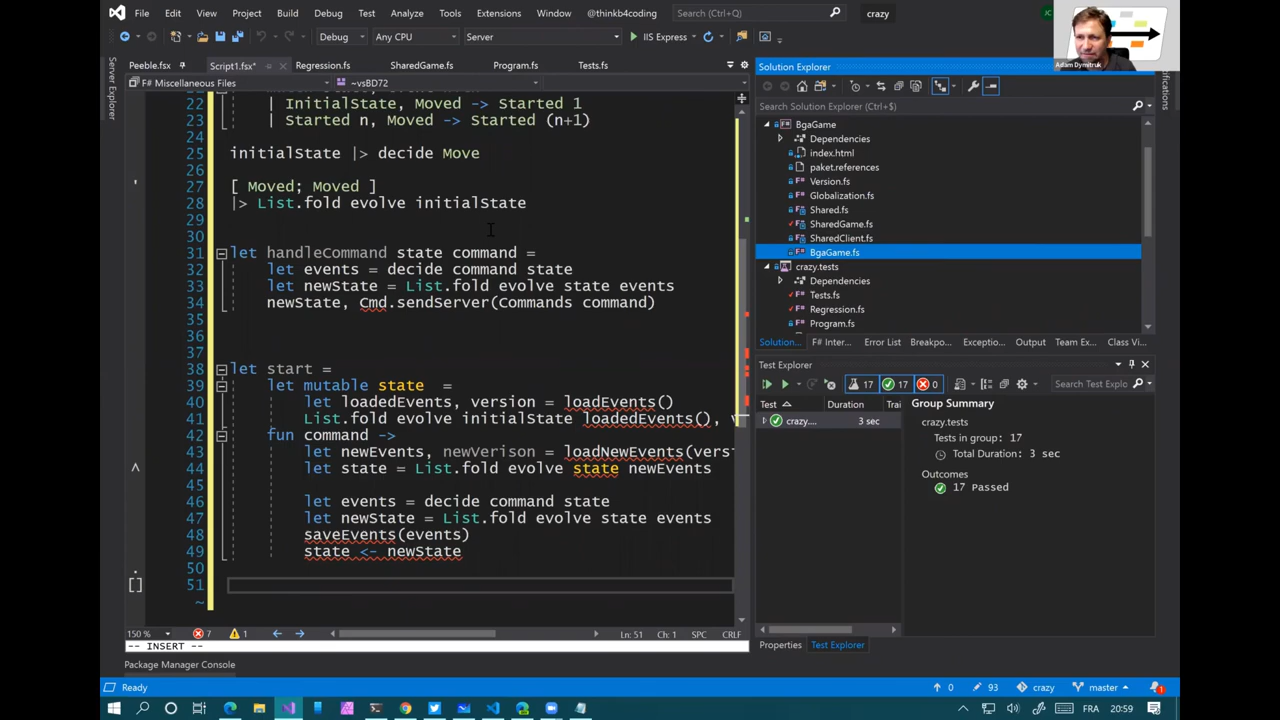 File Edit View Project Build Debug Test Analyze Tools Extensions Window @thinkb4coding Search (Ctrl+Q) crazy JC
Debug Any CPU Server IIS Express
Adam Dymitruk
Server Explorer
Peeble.fsx Script1.fsx* Regression.fs Program.fs Tests.fs
F# Miscellaneous Files ~vsBD72
22 | InitialState, Moved -> Started 1
23 | Started n, Moved -> Started (n+1)
24
25 initialState |> decide Move
26
27 [ Moved; Moved ]
28 |> List.fold evolve initialState
29
30
31 let handleCommand state command =
32 let events = decide command state
33 let newState = List.fold evolve state events
34 newState, Cmd.sendServer(Commands command)
35
36
37
38 let start =
39 let mutable state =
40 let loadedEvents, version = loadEvents()
41 List.fold evolve initialState loadedEvents(), v
42 fun command ->
43 let newEvents, newVerison = loadNewEvents(vers
44 let state = List.fold evolve state newEvents
45
46 let events = decide command state
47 let newState = List.fold evolve state events
48 saveEvents(events)
49 state <- newState
50
51
~
150 % 7 1 Ln: 51 Ch: 1 SPC CRLF
-- INSERT --
Package Manager Console
Solution Explorer
Search Solution Explorer (Ctrl+$)
BgaGame
Dependencies
index.html
paket.references
Version.fs
Globalization.fs
Shared.fs
SharedGame.fs
SharedClient.fs
BgaGame.fs
crazy.tests
Dependencies
Tests.fs
Regression.fs
Program.fs
Solution... F# Inter... Error List Breakpo... Exceptio... Output Team Ex... Class Vi...
Test Explorer
17 17 0 Search Test Explo
Test Duration Trai
crazy.... 3 sec
Group Summary
crazy.tests
Tests in group: 17
Total Duration: 3 sec
Outcomes
17 Passed
Properties Test Explorer
Ready 0 93 crazy master 1
FRA 20:59